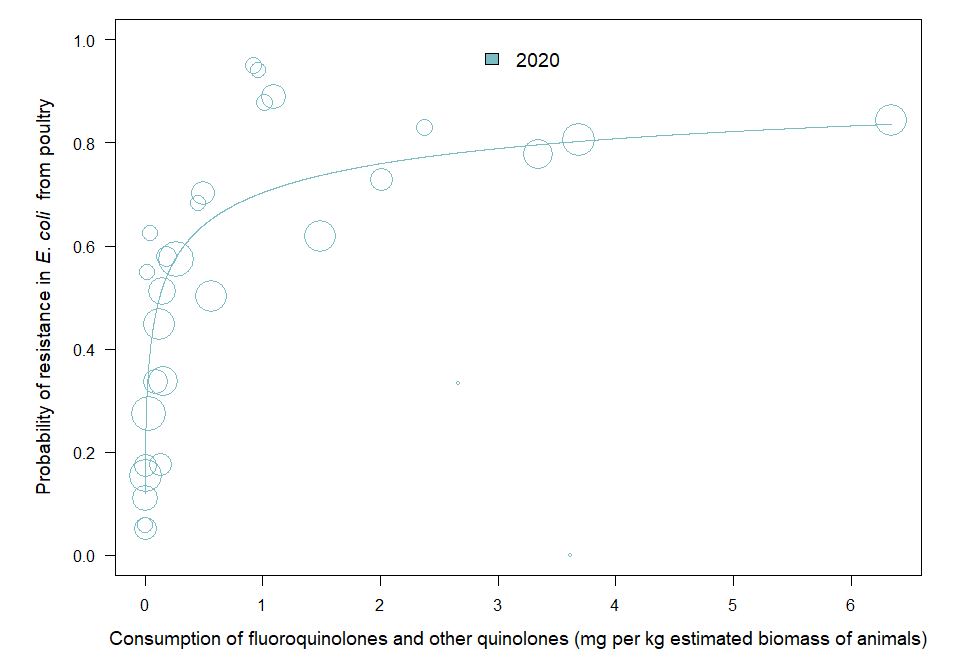 2020
1.0
0.8
0.6
0.4
0.2
0.0
Probability of resistance in E. coli from poultry
0 1 2 3 4 5 6
Consumption of fluoroquinolones and other quinolones (mg per kg estimated biomass of animals)